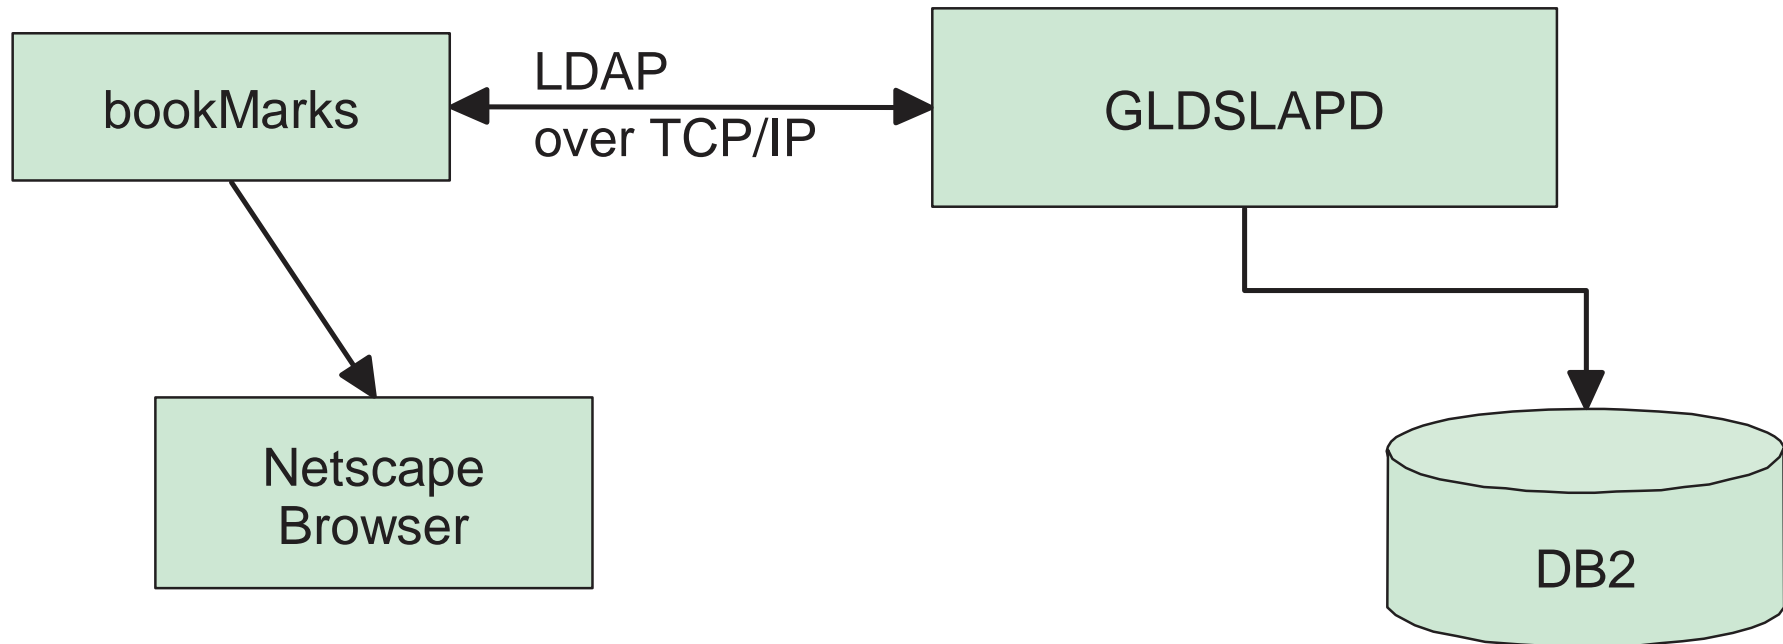 bookMarks
LDAP
over TCP/IP
GLDSLAPD
Netscape
Browser
DB2